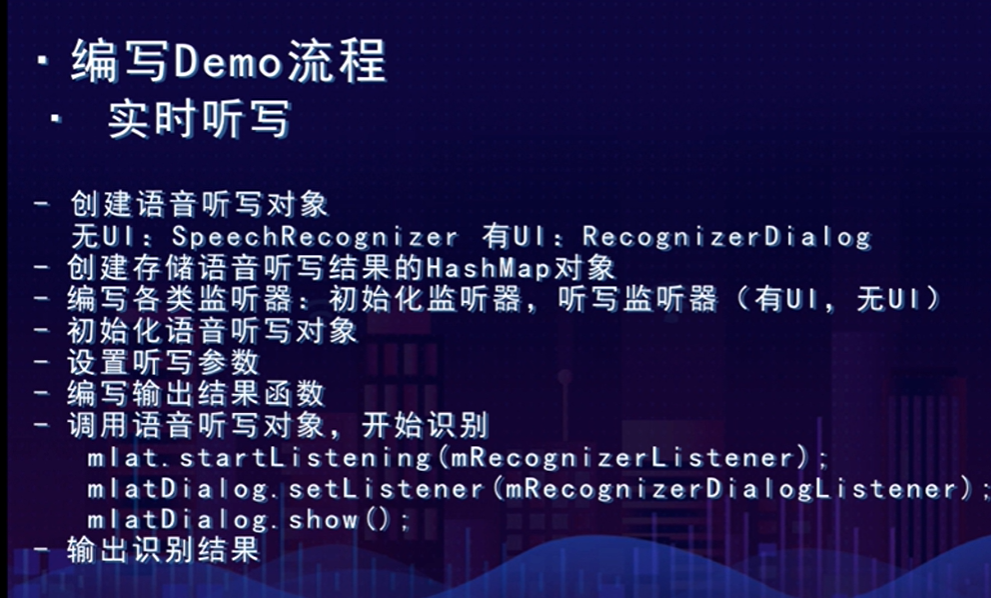 · 编写Demo流程
· 实时听写
- 创建语音听写对象
无UI：SpeechRecognizer 有UI：RecognizerDialog
- 创建存储语音听写结果的HashMap对象
- 编写各类监听器：初始化监听器，听写监听器（有UI，无UI）
- 初始化语音听写对象
- 设置听写参数
- 编写输出结果函数
- 调用语音听写对象，开始识别
mlat.startListening(mRecognizerListener);
mlatDialog.setListener(mRecognizerDialogListener);
mlatDialog.show();
- 输出识别结果